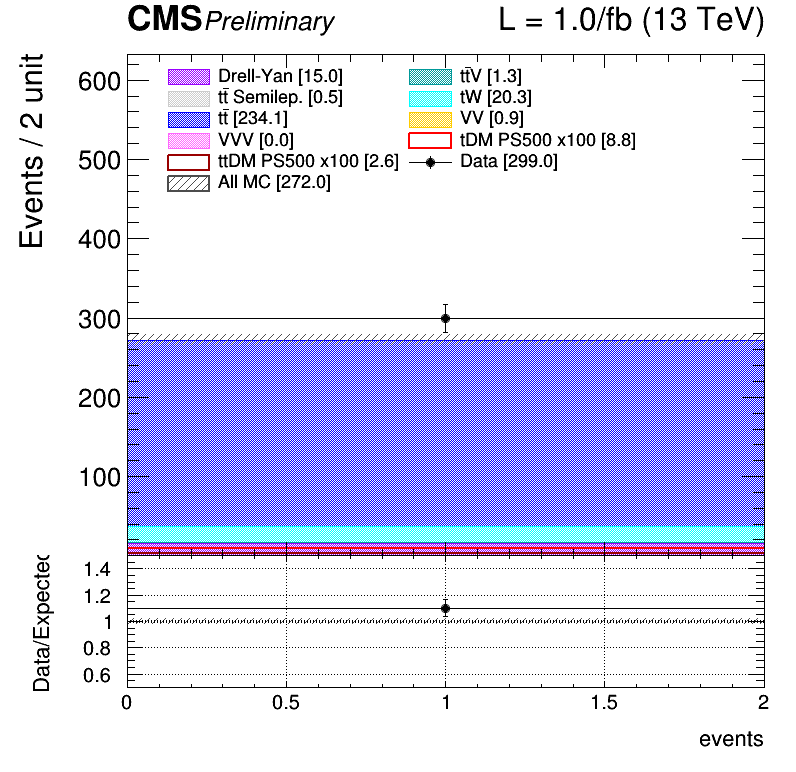 CMS Preliminary L = 1.0/fb (13 TeV)
Events / 2 unit
600
500
400
300
200
100
Drell-Yan [15.0]
tt̄ Semilep. [0.5]
tt̄ [234.1]
VVV [0.0]
ttDM PS500 x100 [2.6]
All MC [272.0]
tt̄V [1.3]
tW [20.3]
VV [0.9]
tDM PS500 x100 [8.8]
Data [299.0]
Data/Expected
1.4
1.2
1
0.8
0.6
0 0.5 1 1.5 2
events